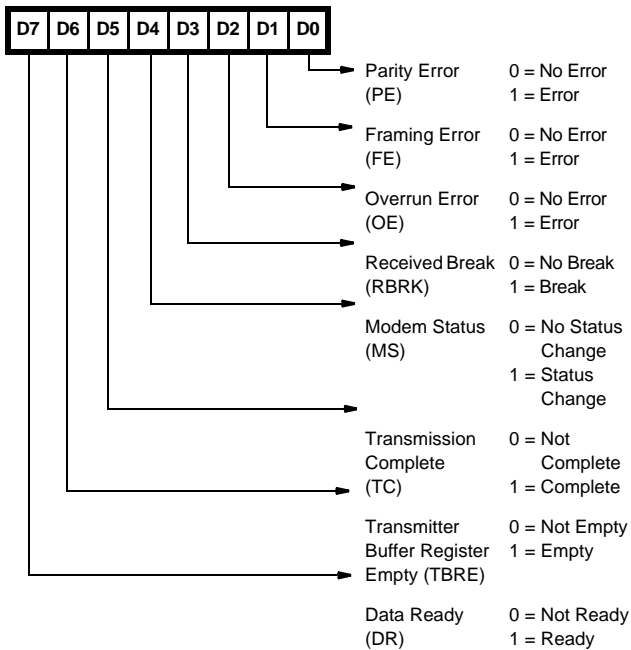 D7 D6 D5 D4 D3 D2 D1 D0
Parity Error 0 = No Error
(PE) 1 = Error
Framing Error 0 = No Error
(FE) 1 = Error
Overrun Error 0 = No Error
(OE) 1 = Error
Received Break 0 = No Break
(RBRK) 1 = Break
Modem Status 0 = No Status
(MS) Change
1 = Status
Change
Transmission 0 = Not
Complete Complete
(TC) 1 = Complete
Transmitter 0 = Not Empty
Buffer Register 1 = Empty
Empty (TBRE)
Data Ready 0 = Not Ready
(DR) 1 = Ready